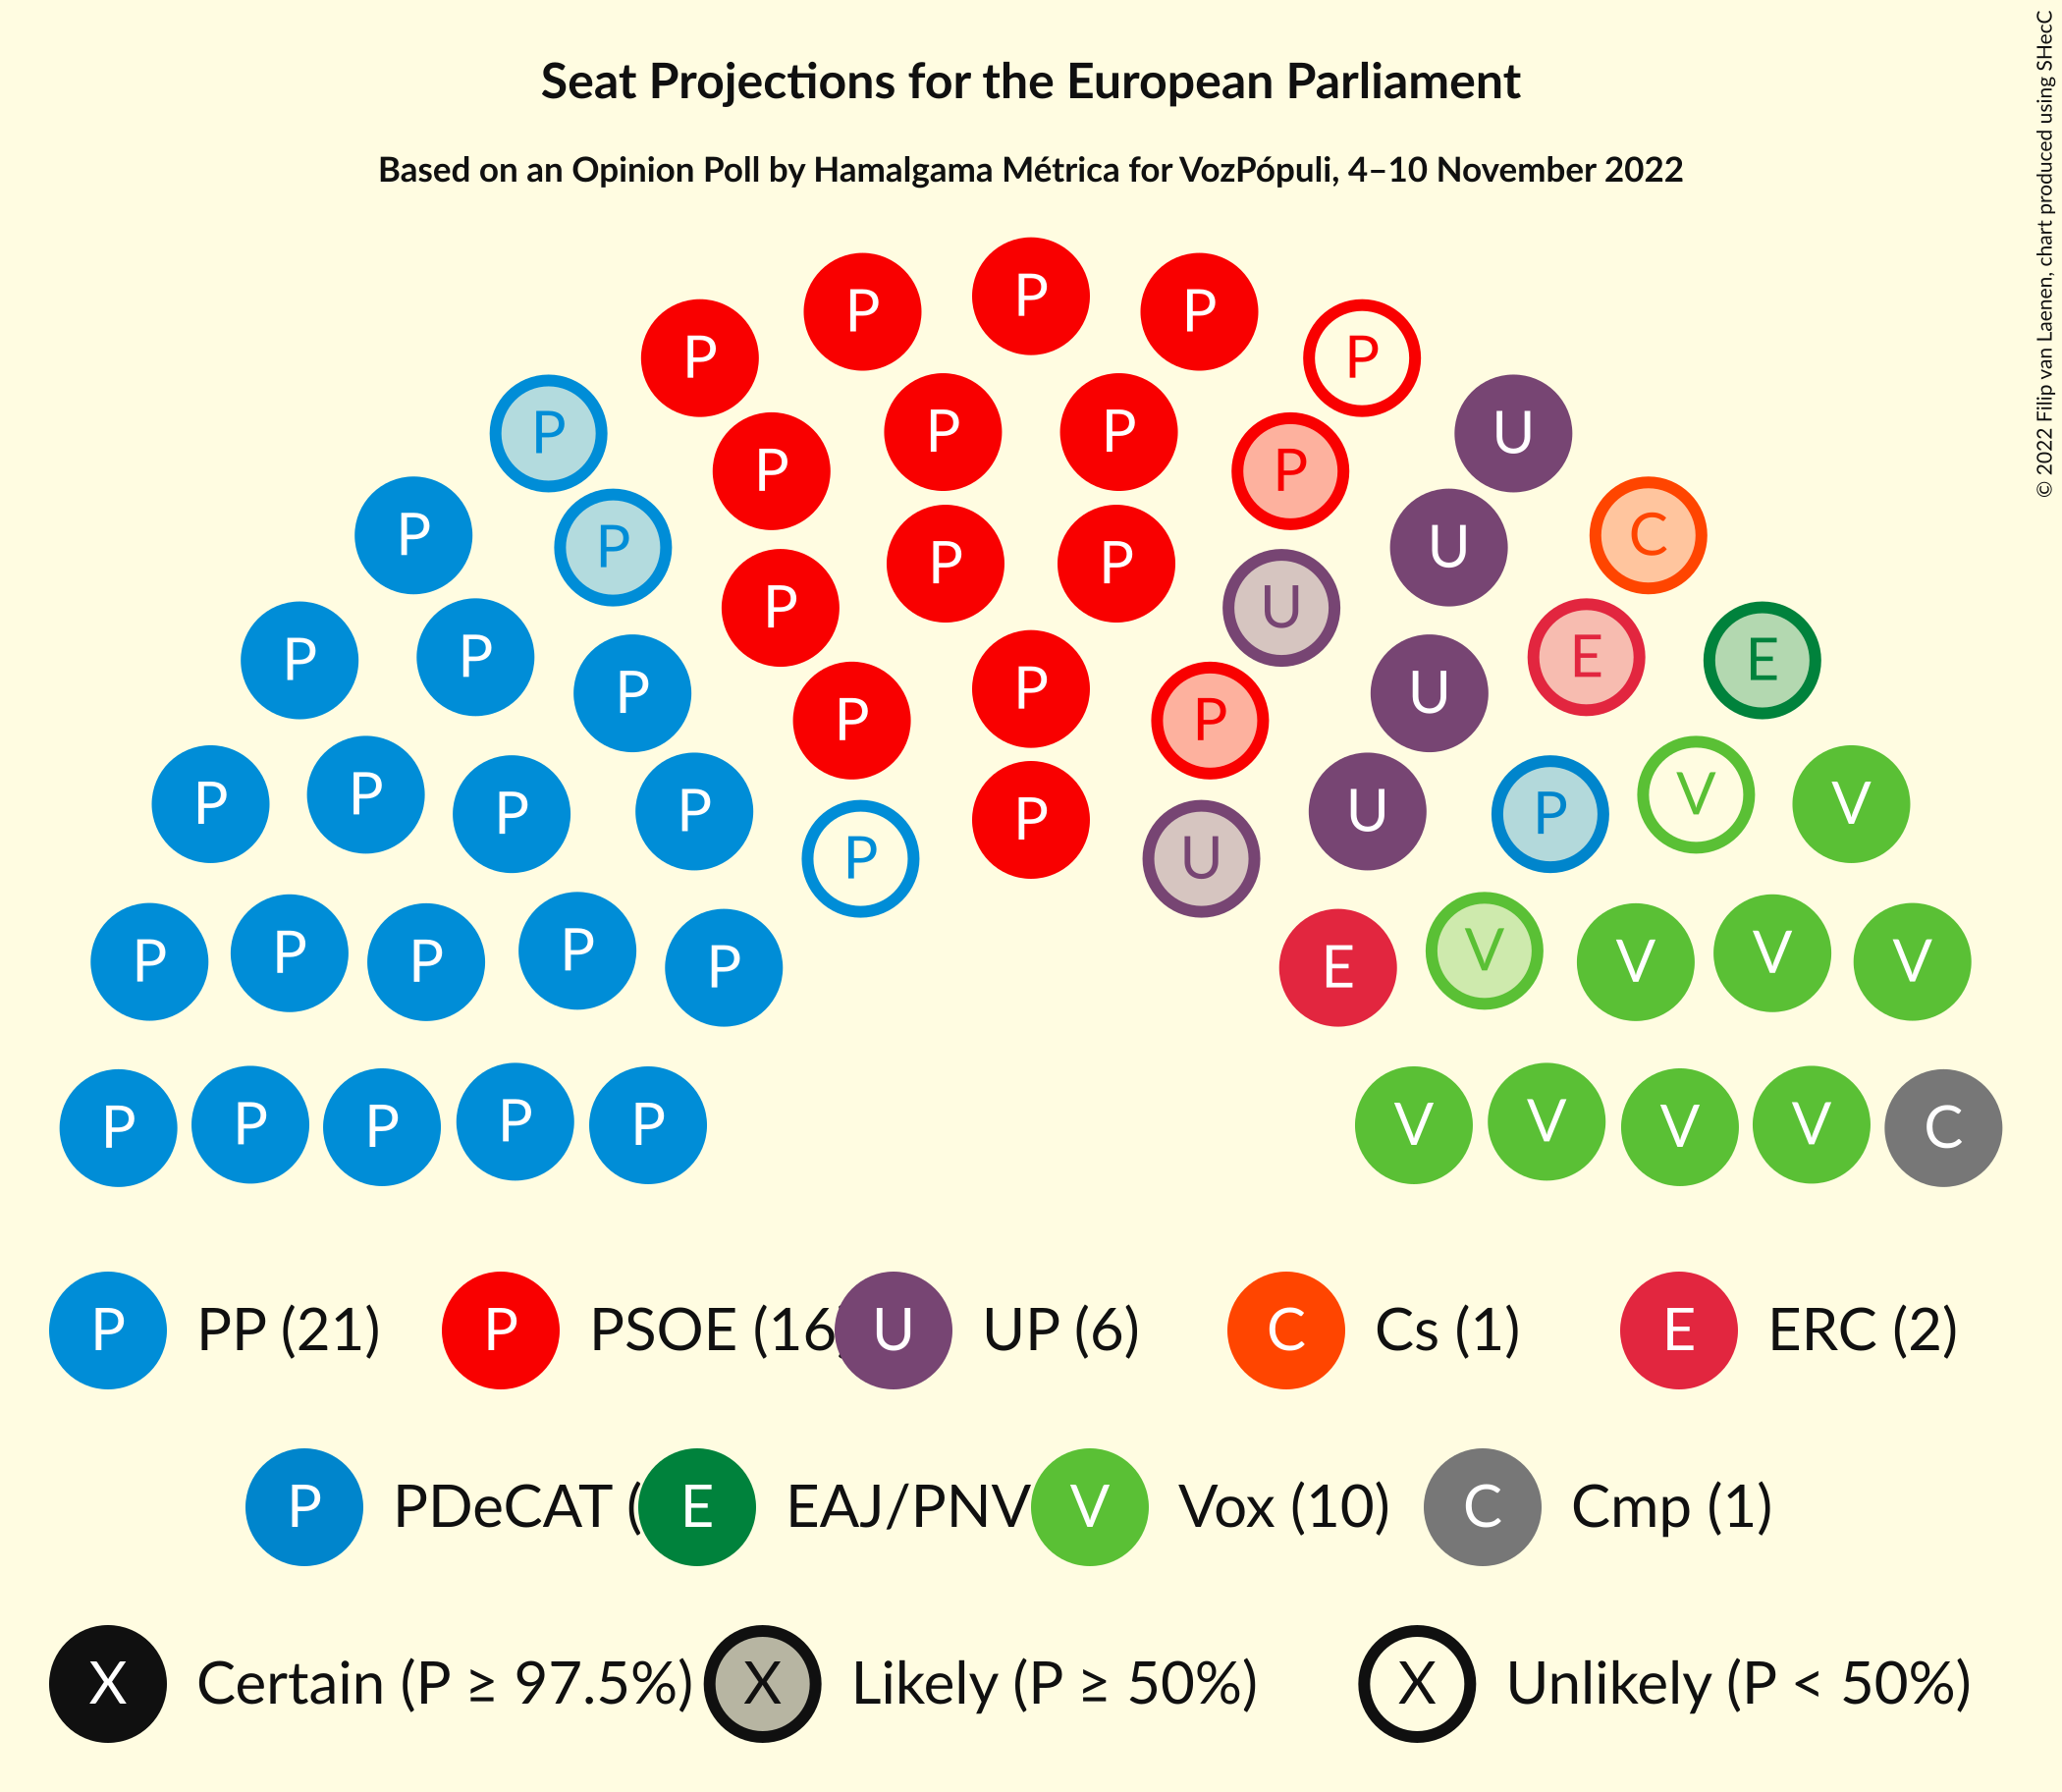 Seat Projections for the European Parliament
Based on an Opinion Poll by Hamalgama Métrica for VozPópuli, 4–10 November 2022
© 2022 Filip van Laenen, chart produced using SHecC
P
P P
P P
P P P P
P U
P P
P P
P P U C
P U
P P U E E
P P U
P P P
P P P P P U P V V
P U
P P P P P E V V V V
P P P P P V V V V C
P PP (21) P PSOE (16 U UP (6) C Cs (1) E ERC (2)
P PDeCAT ( E EAJ/PNV V Vox (10) C Cmp (1)
X Certain (P ≥ 97.5%) X Likely (P ≥ 50%) X Unlikely (P < 50%)